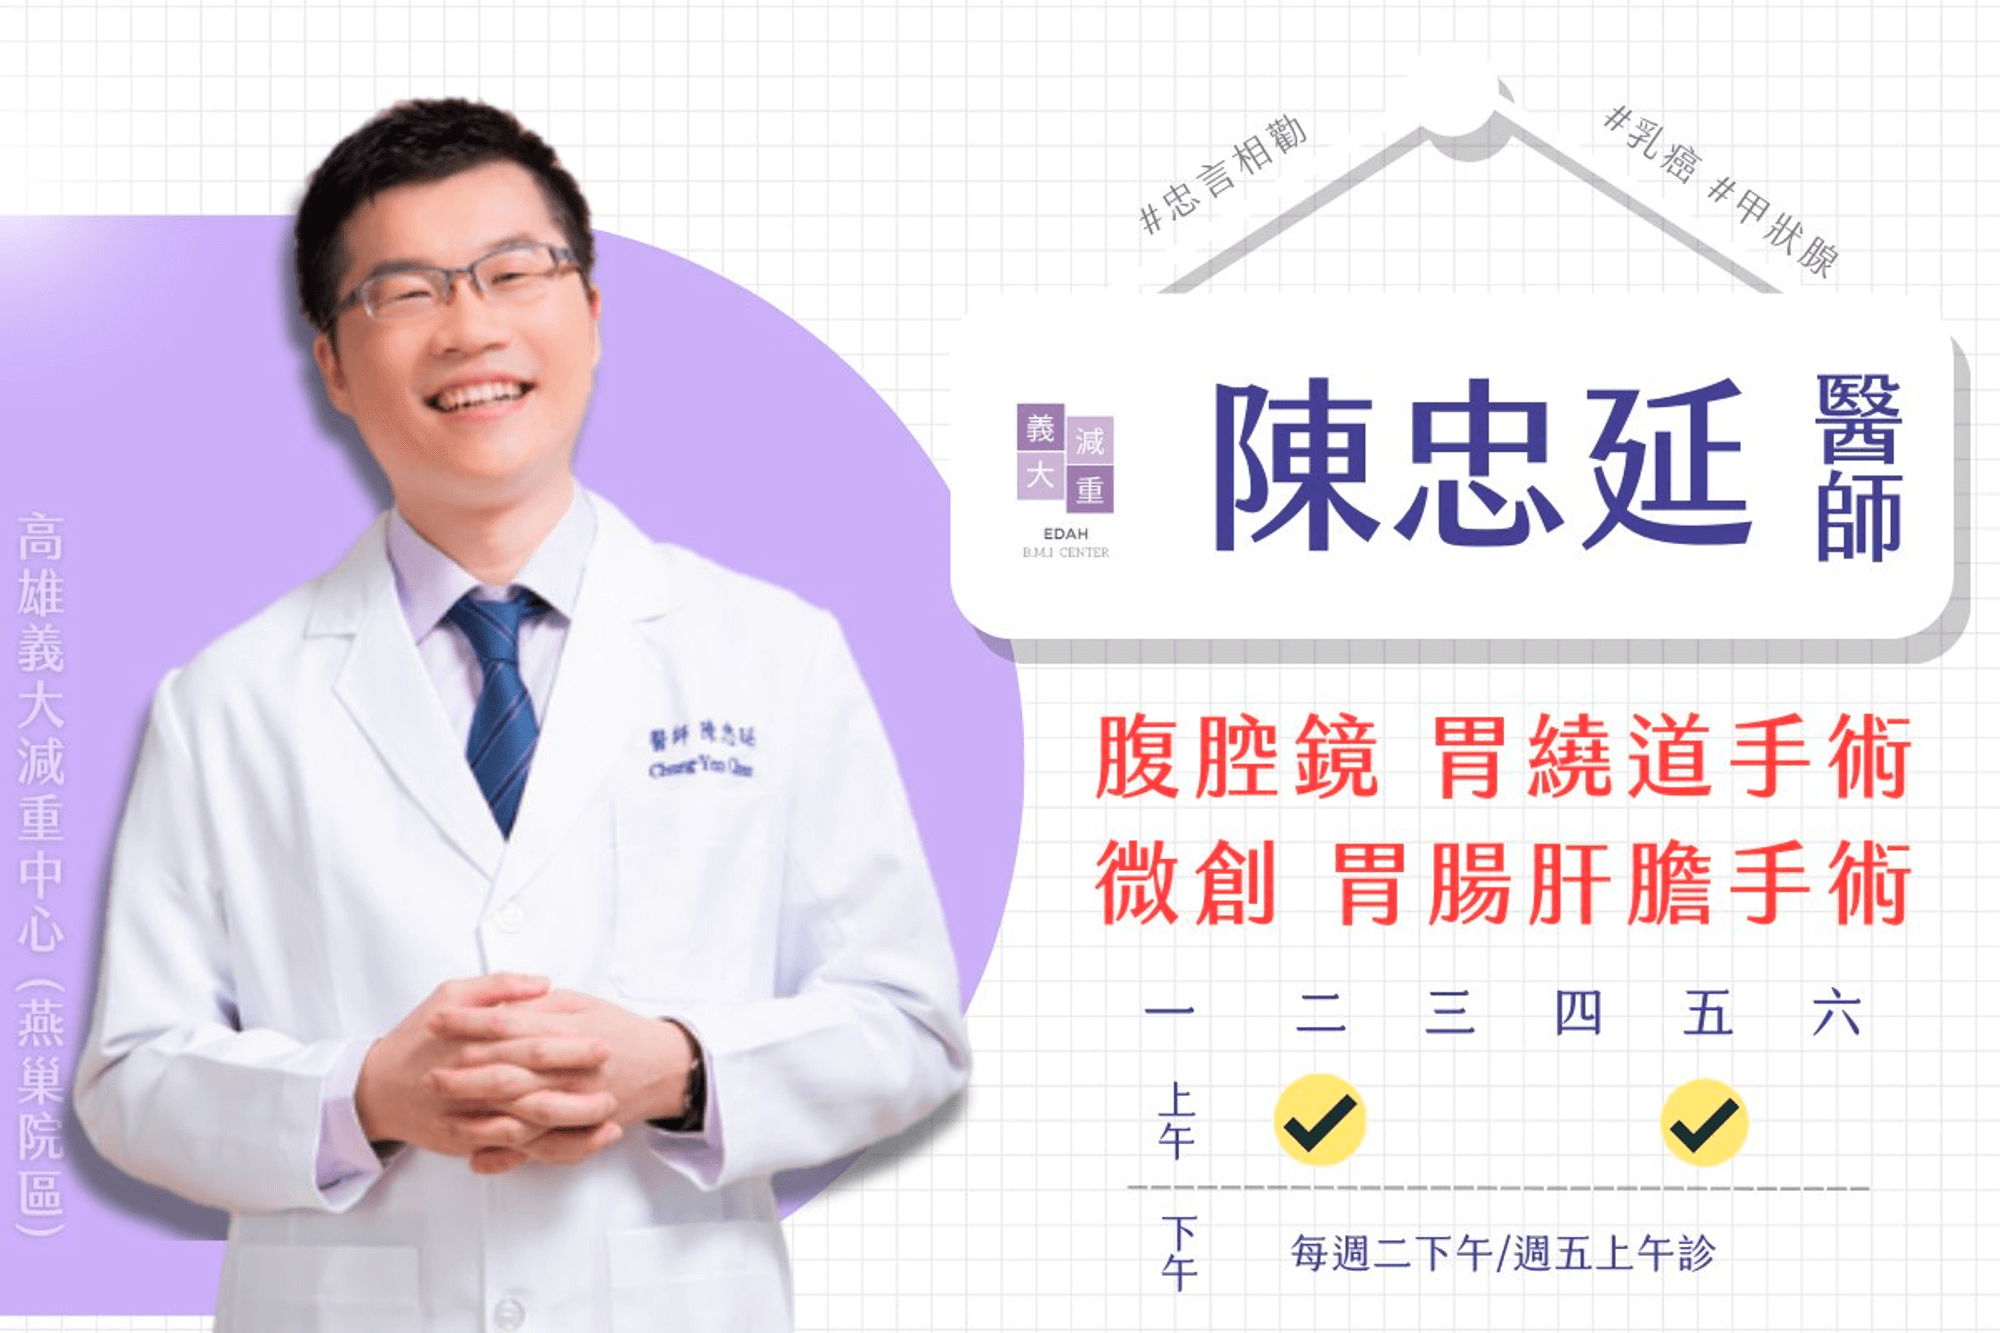 #忠言相勸
#乳癌 #甲狀腺
義大
減重
EDAH
B.M.I CENTER
陳忠延
醫師
高雄義大減重中心（燕巢院區）
醫師 陳忠延
腹腔鏡 胃繞道手術
微創 胃腸肝膽手術
一 二 三 四 五 六
上午
下午
每週二下午/週五上午診